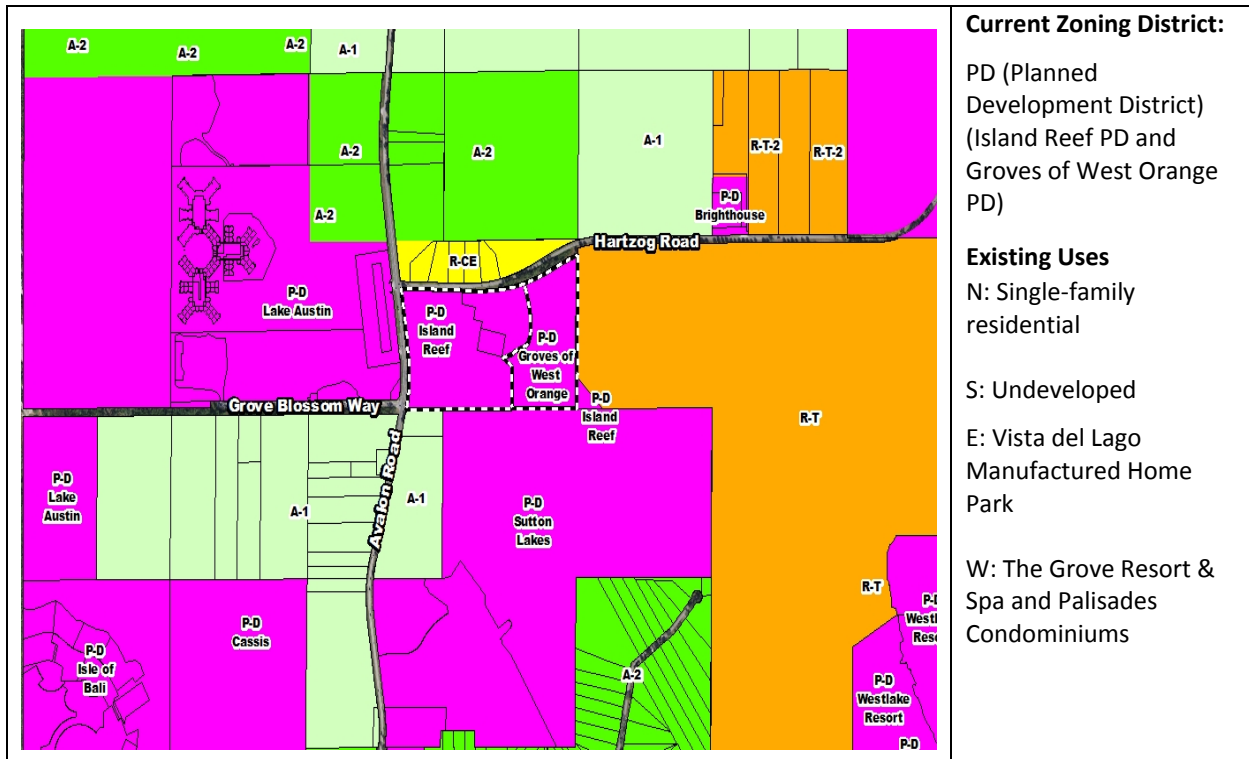 A-2
A-2
A-2
A-1
A-2
A-2
A-1
R-T-2
R-T-2
P-D
Brighthouse
A-2
Hartzog Road
R-CE
P-D
Lake Austin
P-D
Island
Reef
P-D
Groves of
West
Orange
Grove Blossom Way
P-D
Island
Reef
R-T
P-D
Lake
Austin
A-1
Avalon Road
A-1
P-D
Sutton
Lakes
R-T
P-D
Isle of
Bali
P-D
Cassis
A-2
P-D
Westlake
Resort
P-D
Current Zoning District:
PD (Planned
Development District)
(Island Reef PD and
Groves of West Orange
PD)
Existing Uses
N: Single-family
residential
S: Undeveloped
E: Vista del Lago
Manufactured Home
Park
W: The Grove Resort &
Spa and Palisades
Condominiums